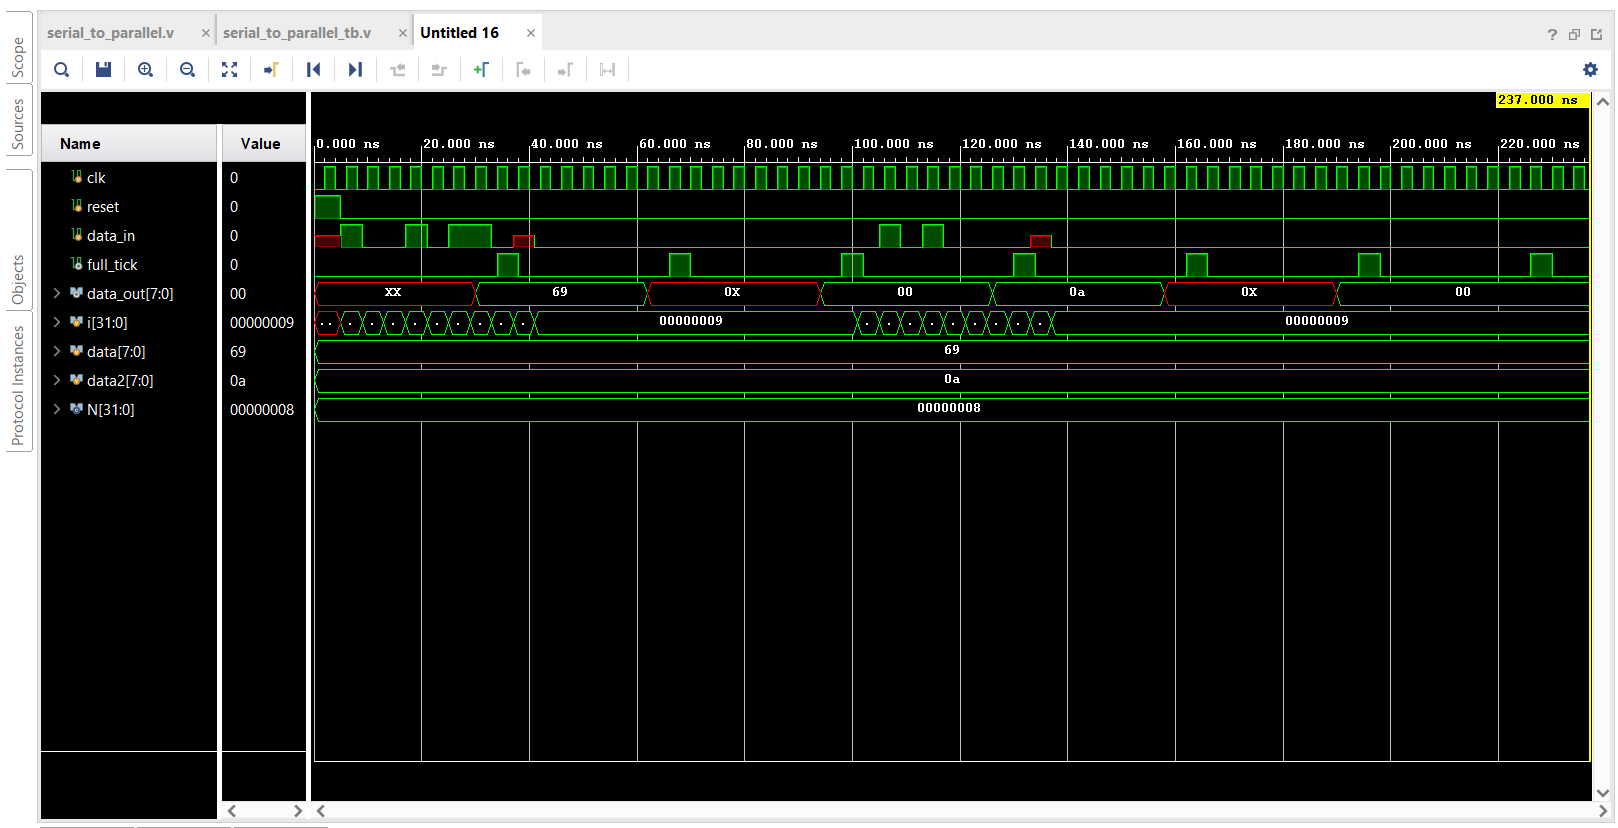 Scope
Sources
Objects
Protocol Instances
serial_to_parallel.v × serial_to_parallel_tb.v × Untitled 16 ×
?
237.000 ns
Name Value
0.000 ns 20.000 ns 40.000 ns 60.000 ns 80.000 ns 100.000 ns 120.000 ns 140.000 ns 160.000 ns 180.000 ns 200.000 ns 220.000 ns
clk 0
reset 0
data_in 0
full_tick 0
data_out[7:0] 00 XX 69 0X 00 0a 0X 00
i[31:0] 00000009 .. . . . . . . . . 00000009 . . . . . . . . . 00000009
data[7:0] 69 69
data2[7:0] 0a 0a
N[31:0] 00000008 00000008